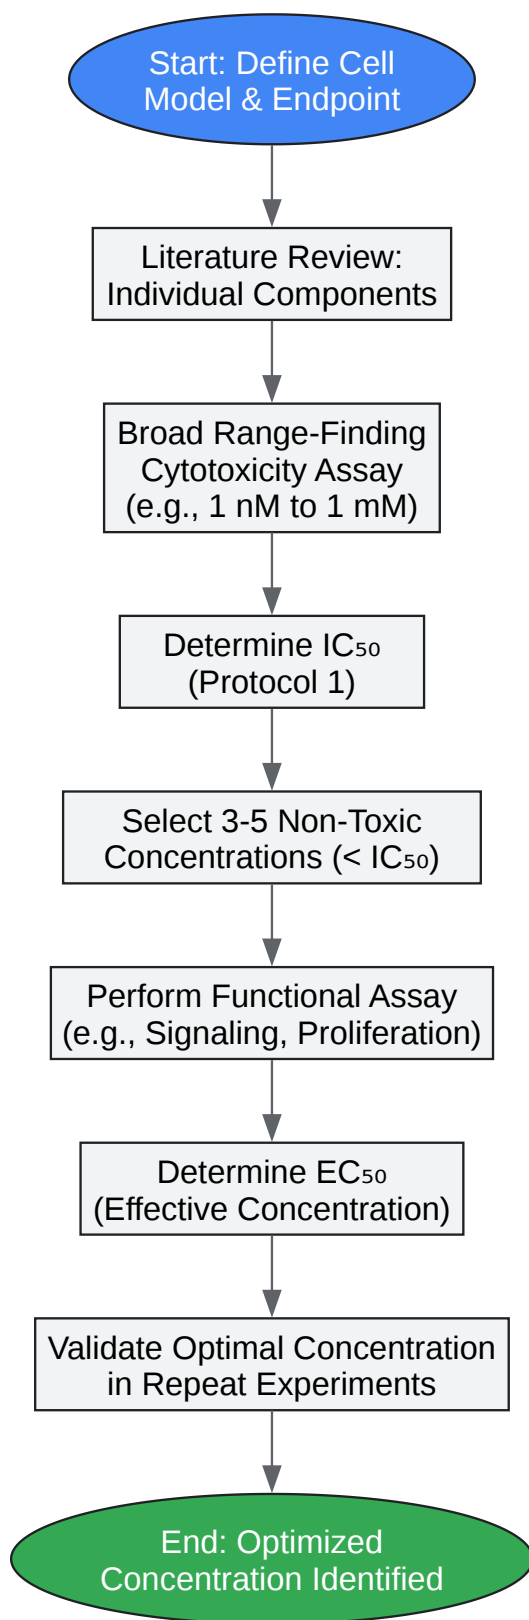 Start: Define Cell
Model & Endpoint
Literature Review:
Individual Components
Broad Range-Finding
Cytotoxicity Assay
(e.g., 1 nM to 1 mM)
Determine IC₅₀
(Protocol 1)
Select 3-5 Non-Toxic
Concentrations (< IC₅₀)
Perform Functional Assay
(e.g., Signaling, Proliferation)
Determine EC₅₀
(Effective Concentration)
Validate Optimal Concentration
in Repeat Experiments
End: Optimized
Concentration Identified